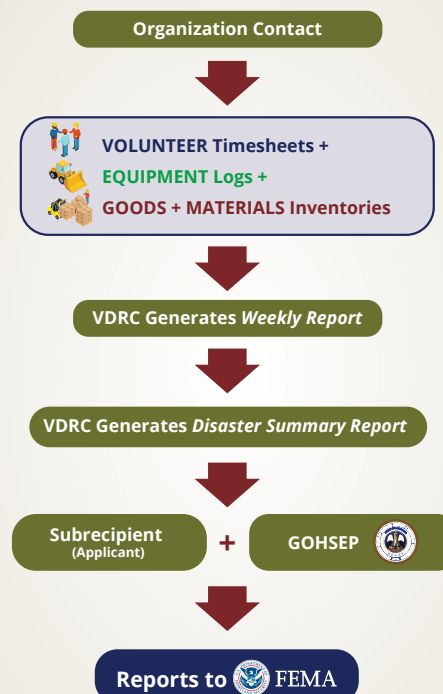 Organization Contact
VOLUNTEER Timesheets +
EQUIPMENT Logs +
GOODS + MATERIALS Inventories
VDRC Generates Weekly Report
VDRC Generates Disaster Summary Report
Subrecipient
(Applicant)
+
GOHSEP
Reports to FEMA